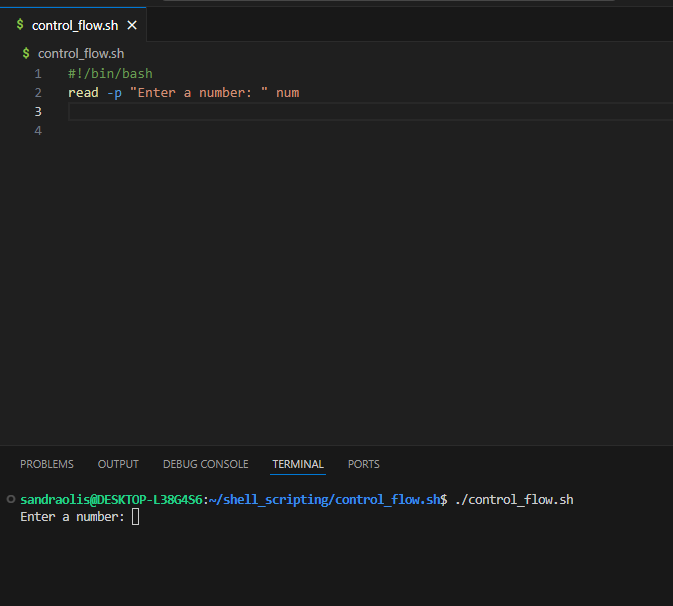 $ control_flow.sh ✕
$ control_flow.sh
1 #!/bin/bash
2 read -p "Enter a number: " num
3
4
PROBLEMS OUTPUT DEBUG CONSOLE TERMINAL PORTS
sandraolis@DESKTOP-L38G4S6:~/shell_scripting/control_flow.sh$ ./control_flow.sh
Enter a number: